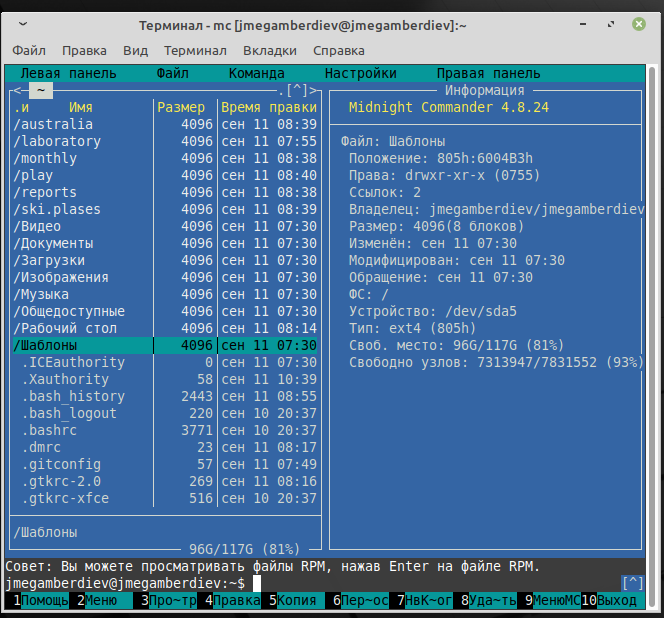 Терминал - mc [jmegamberdiev@jmegamberdiev]:~
Файл Правка Вид Терминал Вкладки Справка
Левая панель Файл Команда Настройки Правая панель
<─ ~ ─.[^]>
.и Имя Размер Время правки
/australia 4096 сен 11 08:39
/laboratory 4096 сен 11 07:55
/monthly 4096 сен 11 08:38
/play 4096 сен 11 08:40
/reports 4096 сен 11 08:38
/ski.plases 4096 сен 11 08:39
/Видео 4096 сен 11 07:30
/Документы 4096 сен 11 07:30
/Загрузки 4096 сен 11 07:30
/Изображения 4096 сен 11 07:30
/Музыка 4096 сен 11 07:30
/Общедоступные 4096 сен 11 07:30
/Рабочий стол 4096 сен 11 08:14
/Шаблоны 4096 сен 11 07:30
.ICEauthority 0 сен 11 07:30
.Xauthority 58 сен 11 10:39
.bash_history 2443 сен 11 08:55
.bash_logout 220 сен 10 20:37
.bashrc 3771 сен 10 20:37
.dmrc 23 сен 11 08:17
.gitconfig 57 сен 11 07:49
.gtkrc-2.0 269 сен 11 08:16
.gtkrc-xfce 516 сен 10 20:37
/Шаблоны
96G/117G (81%)
Информация
Midnight Commander 4.8.24
Файл: Шаблоны
Положение: 805h:6004B3h
Права: drwxr-xr-x (0755)
Ссылок: 2
Владелец: jmegamberdiev/jmegamberdiev
Размер: 4096(8 блоков)
Изменён: сен 11 07:30
Модифицирован: сен 11 07:30
Обращение: сен 11 07:30
ФС: /
Устройство: /dev/sda5
Тип: ext4 (805h)
Своб. место: 96G/117G (81%)
Свободно узлов: 7313947/7831552 (93%)
Совет: Вы можете просматривать файлы RPM, нажав Enter на файле RPM.
jmegamberdiev@jmegamberdiev:~$ [^]
1Помощь 2Меню 3Про~тр 4Правка 5Копия 6Пер~ос 7НвК~ог 8Уда~ть 9МенюMC 10Выход